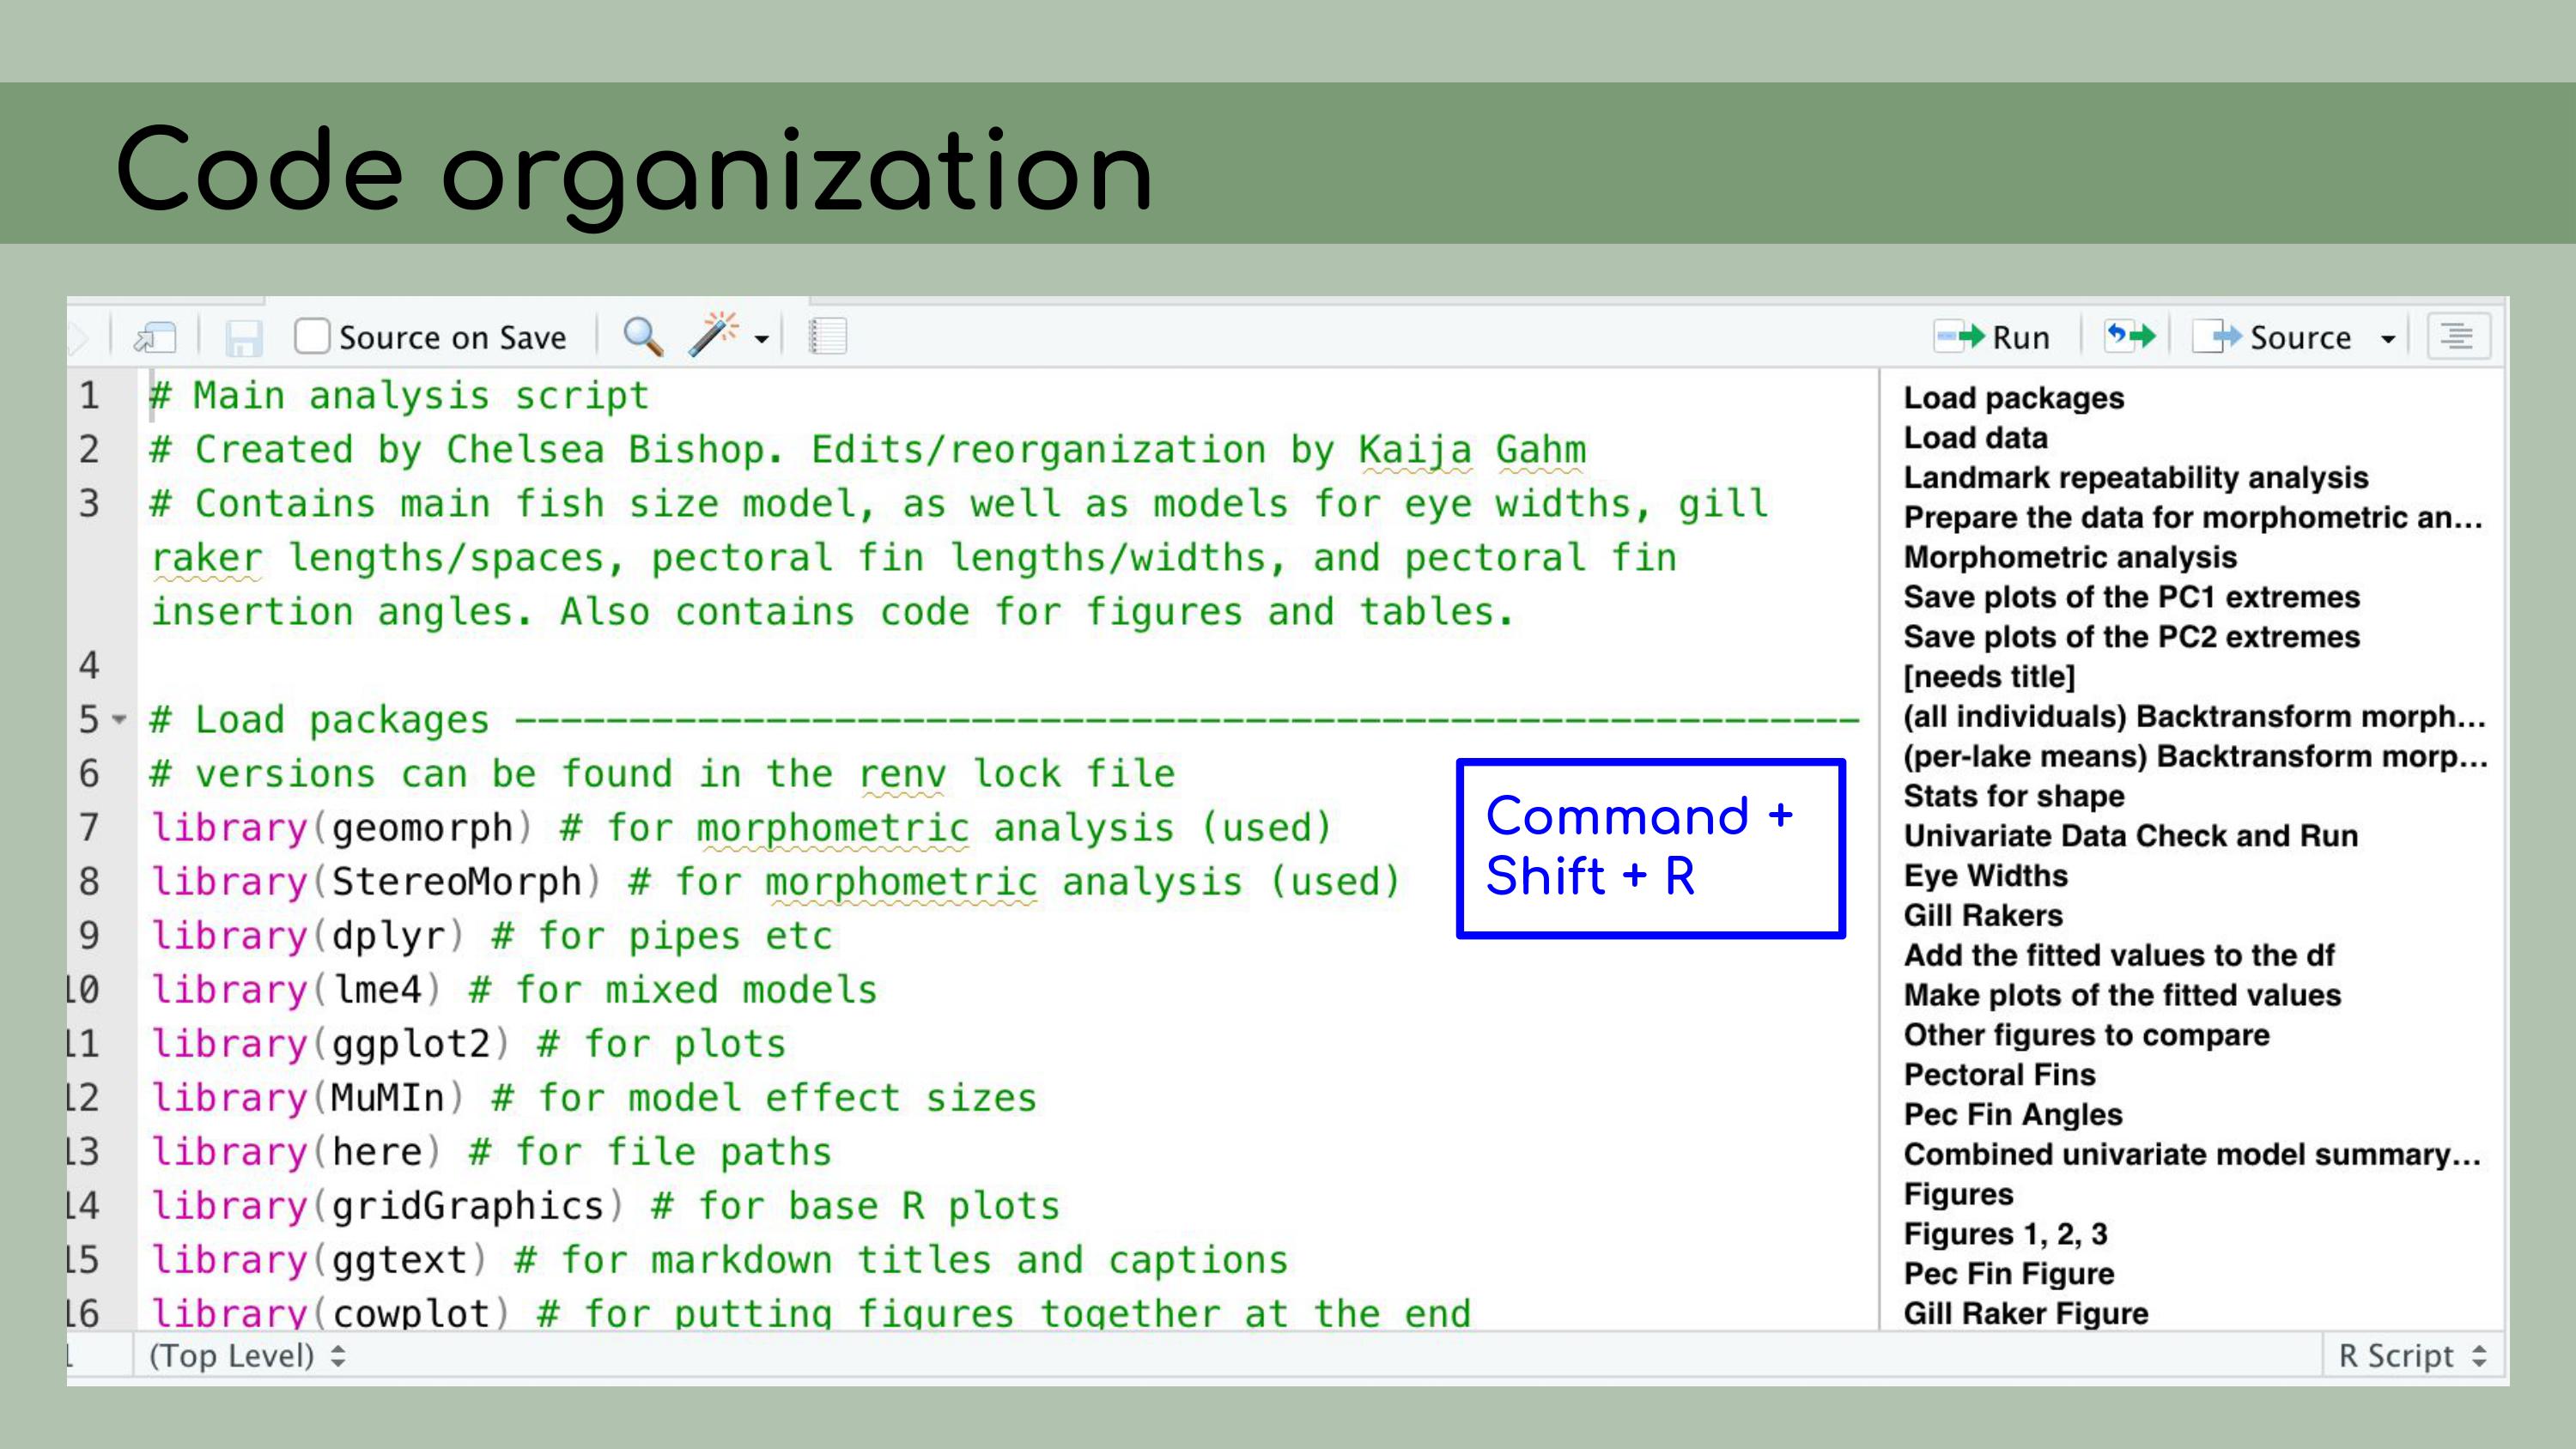 Code organization
Source on Save
Run
Source
1 # Main analysis script
2 # Created by Chelsea Bishop. Edits/reorganization by Kaija Gahm
3 # Contains main fish size model, as well as models for eye widths, gill
raker lengths/spaces, pectoral fin lengths/widths, and pectoral fin
insertion angles. Also contains code for figures and tables.
4
5 # Load packages -----------------------------------------------------------
6 # versions can be found in the renv lock file
7 library(geomorph) # for morphometric analysis (used)
8 library(StereoMorph) # for morphometric analysis (used)
9 library(dplyr) # for pipes etc
10 library(lme4) # for mixed models
11 library(ggplot2) # for plots
12 library(MuMIn) # for model effect sizes
13 library(here) # for file paths
14 library(gridGraphics) # for base R plots
15 library(ggtext) # for markdown titles and captions
16 library(cowplot) # for putting figures together at the end
Command +
Shift + R
Load packages
Load data
Landmark repeatability analysis
Prepare the data for morphometric an...
Morphometric analysis
Save plots of the PC1 extremes
Save plots of the PC2 extremes
[needs title]
(all individuals) Backtransform morph...
(per-lake means) Backtransform morp...
Stats for shape
Univariate Data Check and Run
Eye Widths
Gill Rakers
Add the fitted values to the df
Make plots of the fitted values
Other figures to compare
Pectoral Fins
Pec Fin Angles
Combined univariate model summary...
Figures
Figures 1, 2, 3
Pec Fin Figure
Gill Raker Figure
(Top Level)
R Script